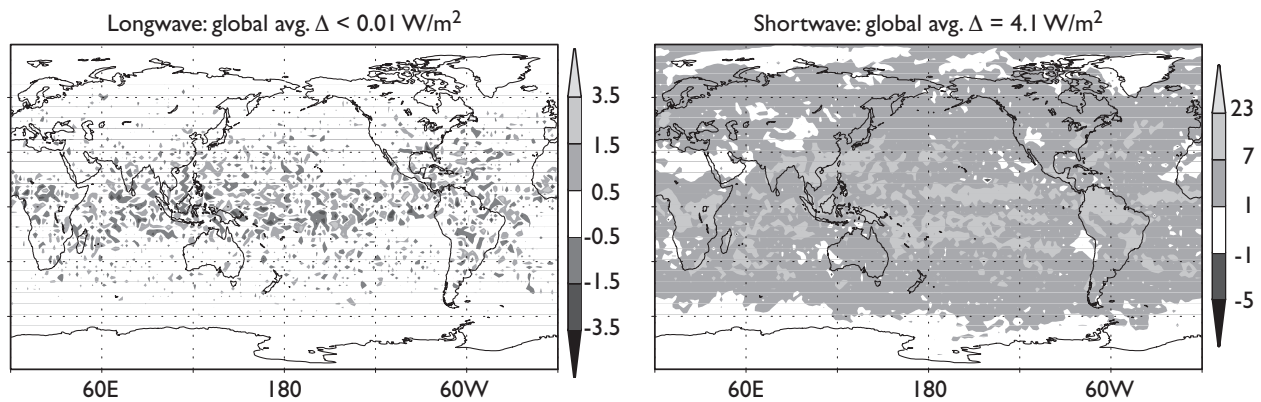 Longwave: global avg. Δ < 0.01 W/m²
Shortwave: global avg. Δ = 4.1 W/m²
3.5
1.5
0.5
-0.5
-1.5
-3.5
23
7
1
-1
-5
60E 180 60W
60E 180 60W